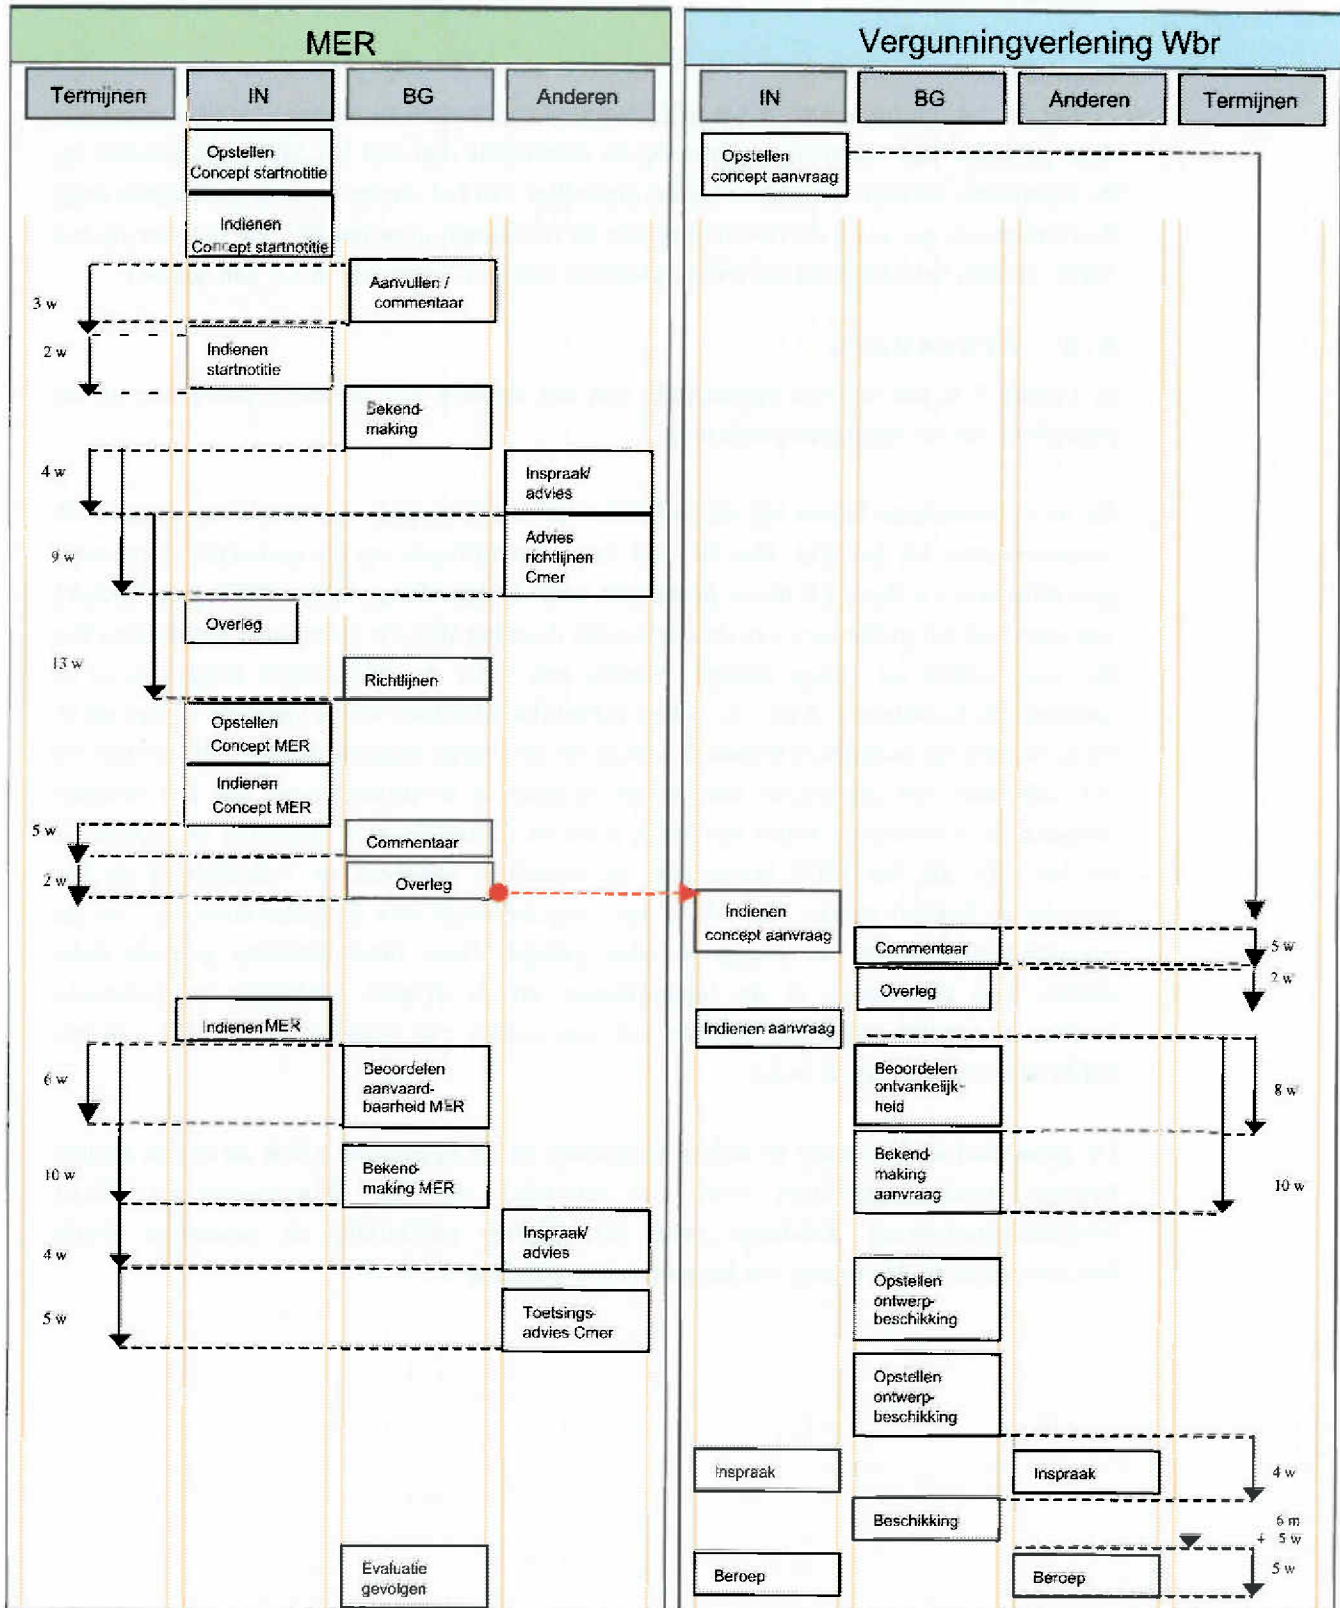 MER
Termijnen
IN
BG
Anderen
Opstellen
Concept startnotitie
Indienen
Concept startnotitie
Aanvullen /
commentaar
3 w
Indienen
startnotitie
2 w
Bekend-
making
4 w
Inspraak/
advies
9 w
Advies
richtlijnen
Cmer
Overleg
13 w
Richtlijnen
Opstellen
Concept MER
Indienen
Concept MER
5 w
Commentaar
2 w
Overleg
Indienen MER
6 w
Beoordelen
aanvaard-
baarheid MER
10 w
Bekend-
making MER
4 w
Inspraak/
advies
5 w
Toetsings-
advies Cmer
Evaluatie
gevolgen
Vergunningverlening Wbr
IN
BG
Anderen
Termijnen
Opstellen
concept aanvraag
Indienen
concept aanvraag
Commentaar
5 w
Overleg
2 w
Indienen aanvraag
Beoordelen
ontvankelijk-
heid
8 w
Bekend-
making
aanvraag
10 w
Opstellen
ontwerp-
beschikking
Opstellen
ontwerp-
beschikking
Inspraak
Inspraak
4 w
Beschikking
6 m
+ 5 w
Beroep
Beroep
5 w